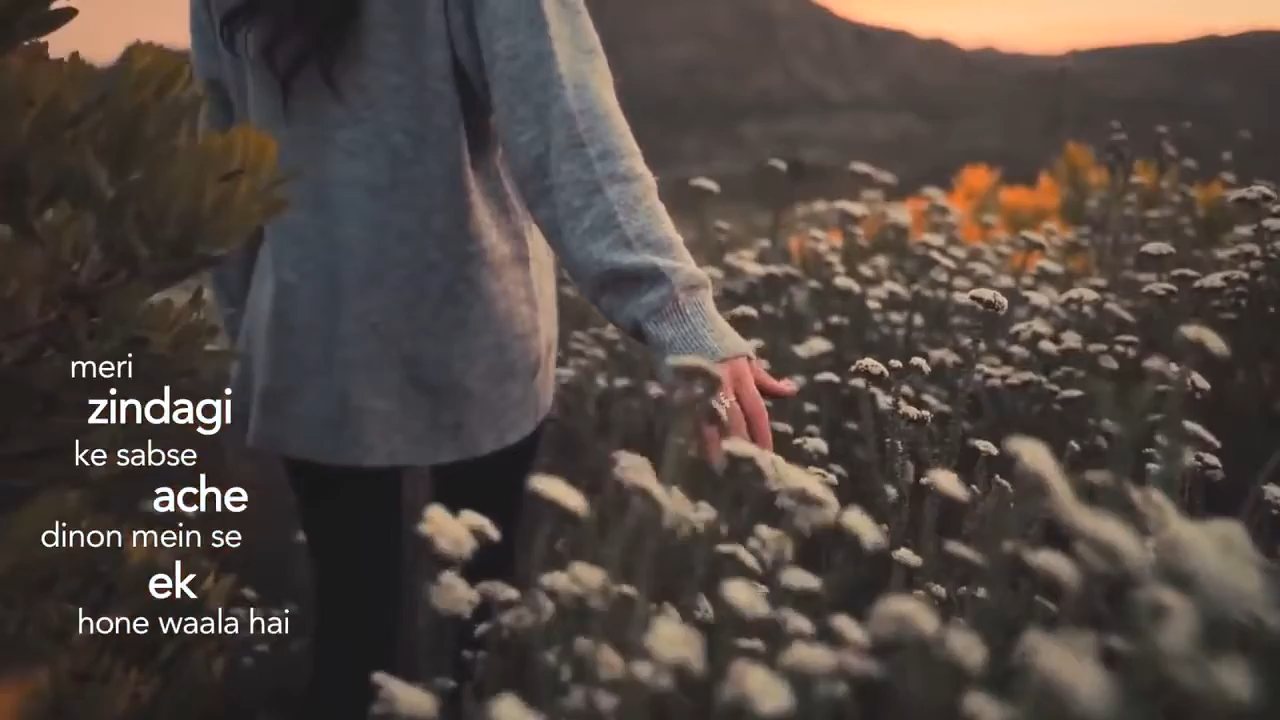 meri
zindagi
ke sabse
ache
dinon mein se
ek
hone waala hai